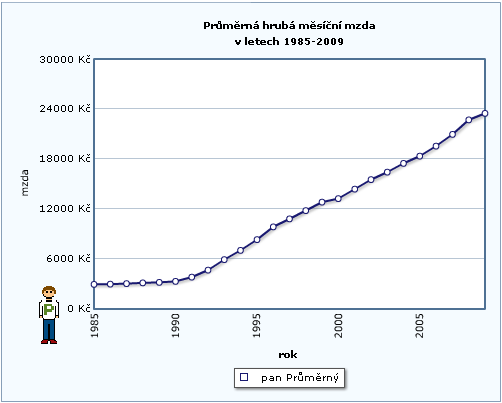 Průměrná hrubá měsíční mzda
v letech 1985-2009
30000 Kč
24000 Kč
18000 Kč
12000 Kč
6000 Kč
0 Kč
mzda
P
1985
1990
1995
2000
2005
rok
pan Průměrný